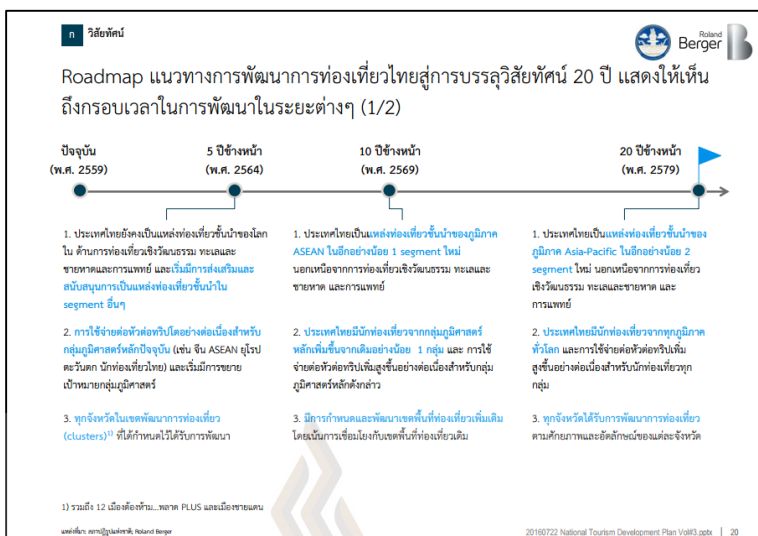 ก วิสัยทัศน์
Roland
Berger
Roadmap แนวทางการพัฒนาการท่องเที่ยวไทยสู่การบรรลุวิสัยทัศน์ 20 ปี แสดงให้เห็น
ถึงกรอบเวลาในการพัฒนาในระยะต่างๆ (1/2)
ปัจจุบัน
(พ.ศ. 2559)
5 ปีข้างหน้า
(พ.ศ. 2564)
10 ปีข้างหน้า
(พ.ศ. 2569)
20 ปีข้างหน้า
(พ.ศ. 2579)
1. ประเทศไทยยังคงเป็นแหล่งท่องเที่ยวชั้นนำของโลก
ใน ด้านการท่องเที่ยวเชิงวัฒนธรรม ทะเลและ
ชายหาดและการแพทย์ และเริ่มมีการส่งเสริมและ
สนับสนุนการเป็นแหล่งท่องเที่ยวชั้นนำใน
segment อื่นๆ
2. การใช้จ่ายต่อหัวต่อทริปโตอย่างต่อเนื่องสำหรับ
กลุ่มภูมิศาสตร์หลักปัจจุบัน (เช่น จีน ASEAN ยุโรป
ตะวันตก นักท่องเที่ยวไทย) และเริ่มมีการขยาย
เป้าหมายกลุ่มภูมิศาสตร์
3. ทุกจังหวัดในเขตพัฒนาการท่องเที่ยว
(clusters)1) ที่ได้กำหนดไว้ได้รับการพัฒนา
1. ประเทศไทยเป็นแหล่งท่องเที่ยวชั้นนำของภูมิภาค
ASEAN ในอีกอย่างน้อย 1 segment ใหม่
นอกเหนือจากการท่องเที่ยวเชิงวัฒนธรรม ทะเลและ
ชายหาด และการแพทย์
2. ประเทศไทยมีนักท่องเที่ยวจากกลุ่มภูมิศาสตร์
หลักเพิ่มขึ้นจากเดิมอย่างน้อย 1 กลุ่ม และ การใช้
จ่ายต่อหัวต่อทริปเพิ่มสูงขึ้นอย่างต่อเนื่องสำหรับกลุ่ม
ภูมิศาสตร์หลักดังกล่าว
3. มีการกำหนดและพัฒนาเขตพื้นที่ท่องเที่ยวเพิ่มเติม
โดยเน้นการเชื่อมโยงกับเขตพื้นที่ท่องเที่ยวเดิม
1. ประเทศไทยเป็นแหล่งท่องเที่ยวชั้นนำของ
ภูมิภาค Asia-Pacific ในอีกอย่างน้อย 2
segment ใหม่ นอกเหนือจากการท่องเที่ยว
เชิงวัฒนธรรม ทะเลและชายหาด และ
การแพทย์
2. ประเทศไทยมีนักท่องเที่ยวจากทุกภูมิภาค
ทั่วโลก และการใช้จ่ายต่อหัวต่อทริปเพิ่ม
สูงขึ้นอย่างต่อเนื่องสำหรับนักท่องเที่ยวทุก
กลุ่ม
3. ทุกจังหวัดได้รับการพัฒนาการท่องเที่ยว
ตามศักยภาพและอัตลักษณ์ของแต่ละจังหวัด
1) รวมถึง 12 เมืองต้องห้าม...พลาด PLUS และเมืองชายแดน
แหล่งที่มา: สภาปฏิรูปแห่งชาติ; Roland Berger
20160722 National Tourism Development Plan Vol#3.pptx | 20